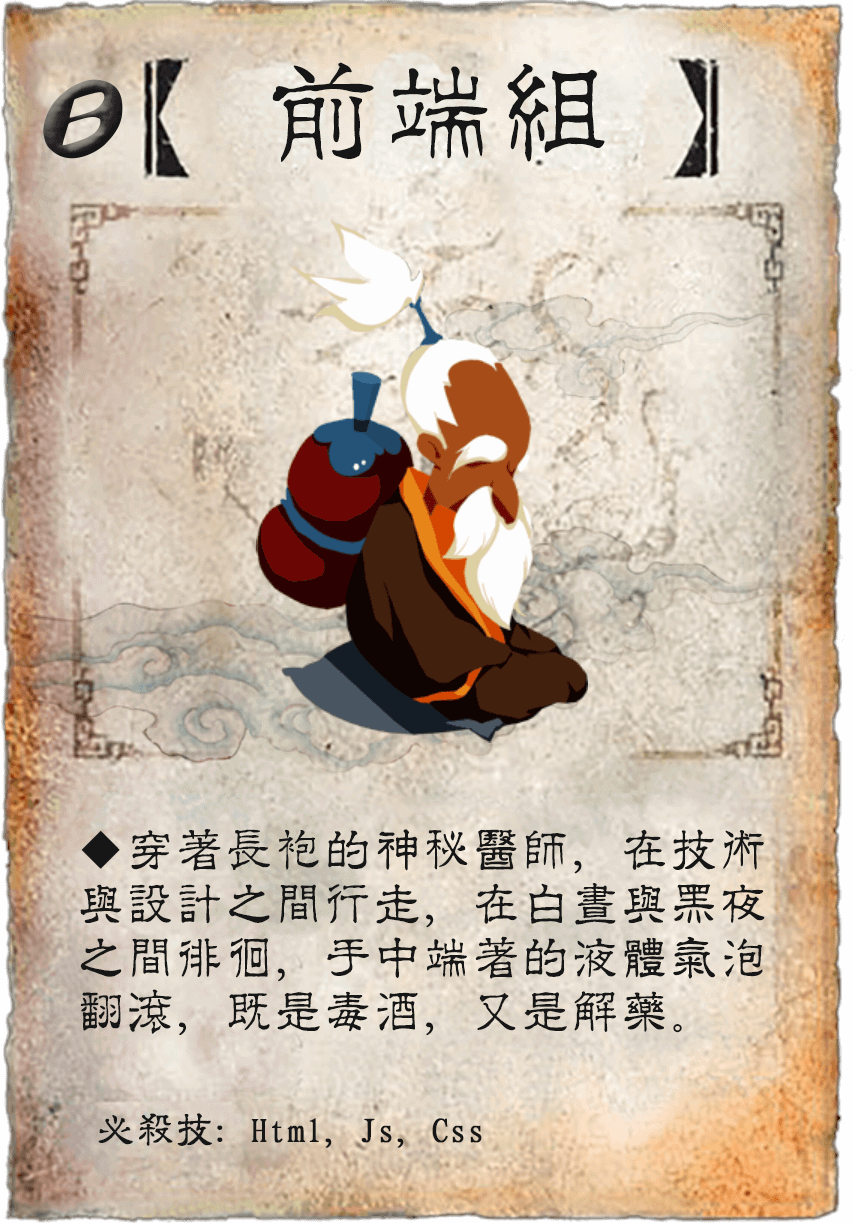 B 【前端組】
◆穿著長袍的神秘醫師，在技術
與設計之間行走，在白晝與黑夜
之間徘徊，手中端著的液體氣泡
翻滾，既是毒酒，又是解藥。
必殺技: Html, Js, Css